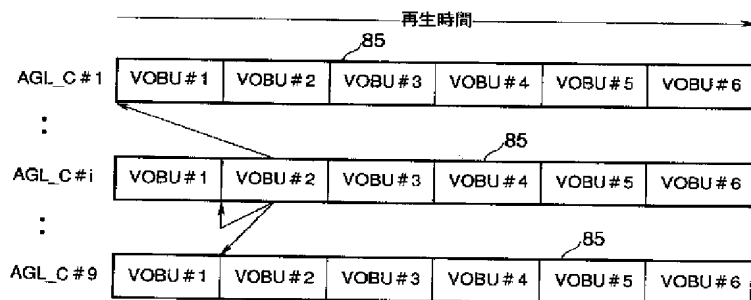 再生時間
85
AGL_C#1 VOBU#1 VOBU#2 VOBU#3 VOBU#4 VOBU#5 VOBU#6
85
AGL_C#i VOBU#1 VOBU#2 VOBU#3 VOBU#4 VOBU#5 VOBU#6
85
AGL_C#9 VOBU#1 VOBU#2 VOBU#3 VOBU#4 VOBU#5 VOBU#6